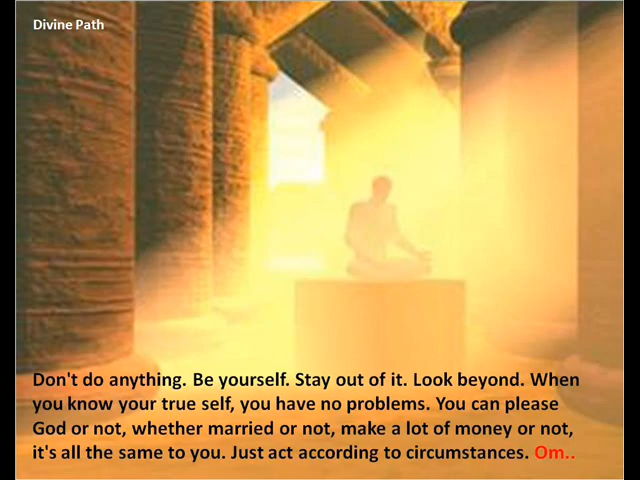 Divine Path
Don't do anything. Be yourself. Stay out of it. Look beyond. When
you know your true self, you have no problems. You can please
God or not, whether married or not, make a lot of money or not,
it's all the same to you. Just act according to circumstances. Om..